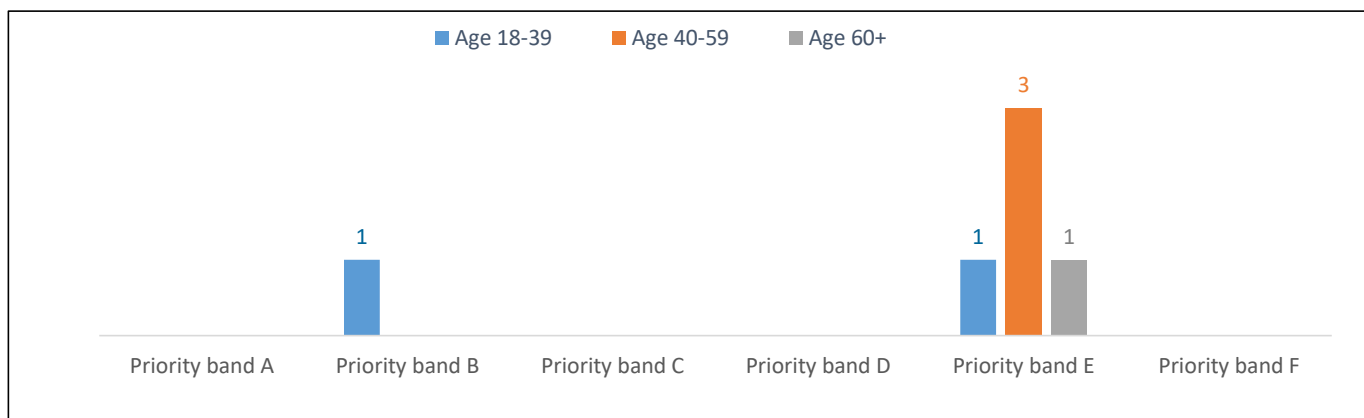 Age 18-39 Age 40-59 Age 60+
3
1 1 1
Priority band A Priority band B Priority band C Priority band D Priority band E Priority band F